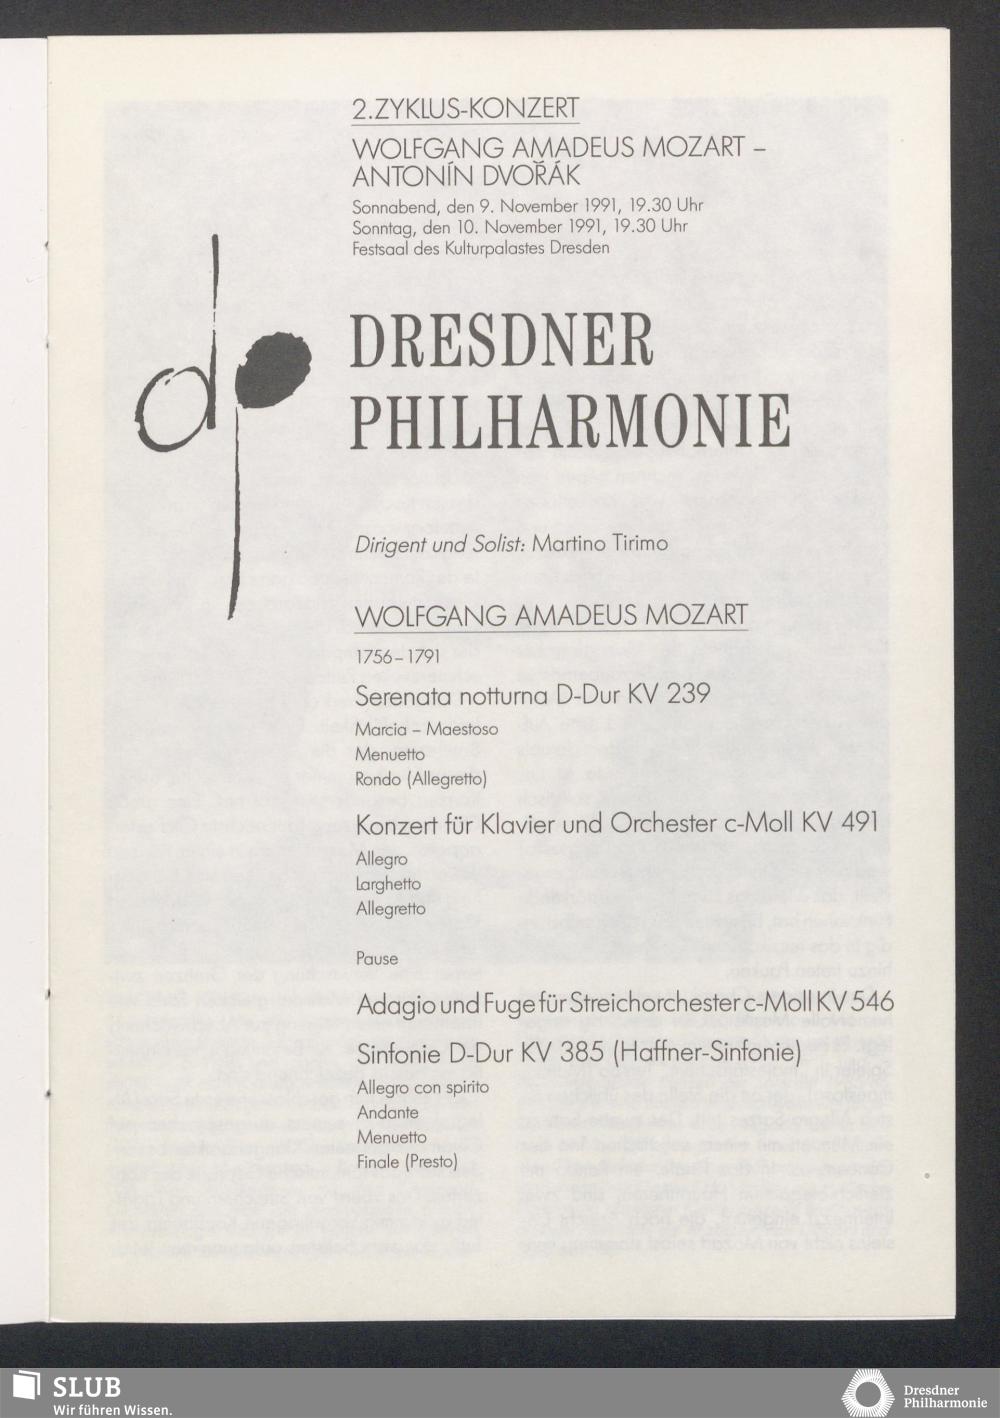 2.ZYKLUS-KONZERT
WOLFGANG AMADEUS MOZART –
ANTONÍN DVOŘÁK
Sonnabend, den 9. November 1991, 19.30 Uhr
Sonntag, den 10. November 1991, 19.30 Uhr
Festsaal des Kulturpalastes Dresden
dp
DRESDNER
PHILHARMONIE
Dirigent und Solist: Martino Tirimo
WOLFGANG AMADEUS MOZART
1756–1791
Serenata notturna D-Dur KV 239
Marcia – Maestoso
Menuetto
Rondo (Allegretto)
Konzert für Klavier und Orchester c-Moll KV 491
Allegro
Larghetto
Allegretto
Pause
Adagio und Fuge für Streichorchester c-Moll KV 546
Sinfonie D-Dur KV 385 (Haffner-Sinfonie)
Allegro con spirito
Andante
Menuetto
Finale (Presto)
SLUB
Wir führen Wissen.
Dresdner
Philharmonie